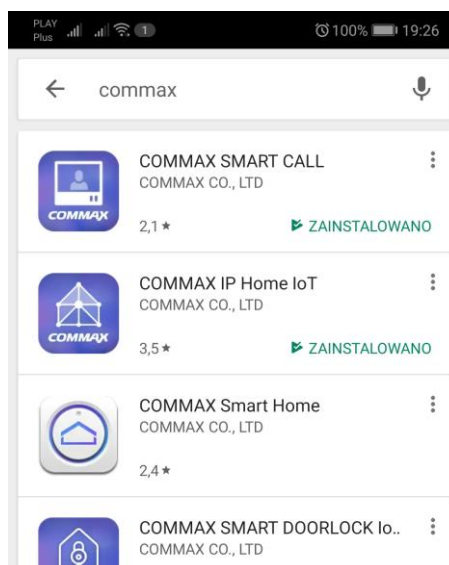 PLAY
Plus
1
100%
19:26
commax
COMMAX SMART CALL
COMMAX CO., LTD
COMMAX
2,1★
ZAINSTALOWANO
COMMAX IP Home IoT
COMMAX CO., LTD
COMMAX
3,5★
ZAINSTALOWANO
COMMAX Smart Home
COMMAX CO., LTD
2,4★
COMMAX SMART DOORLOCK Io..
COMMAX CO., LTD